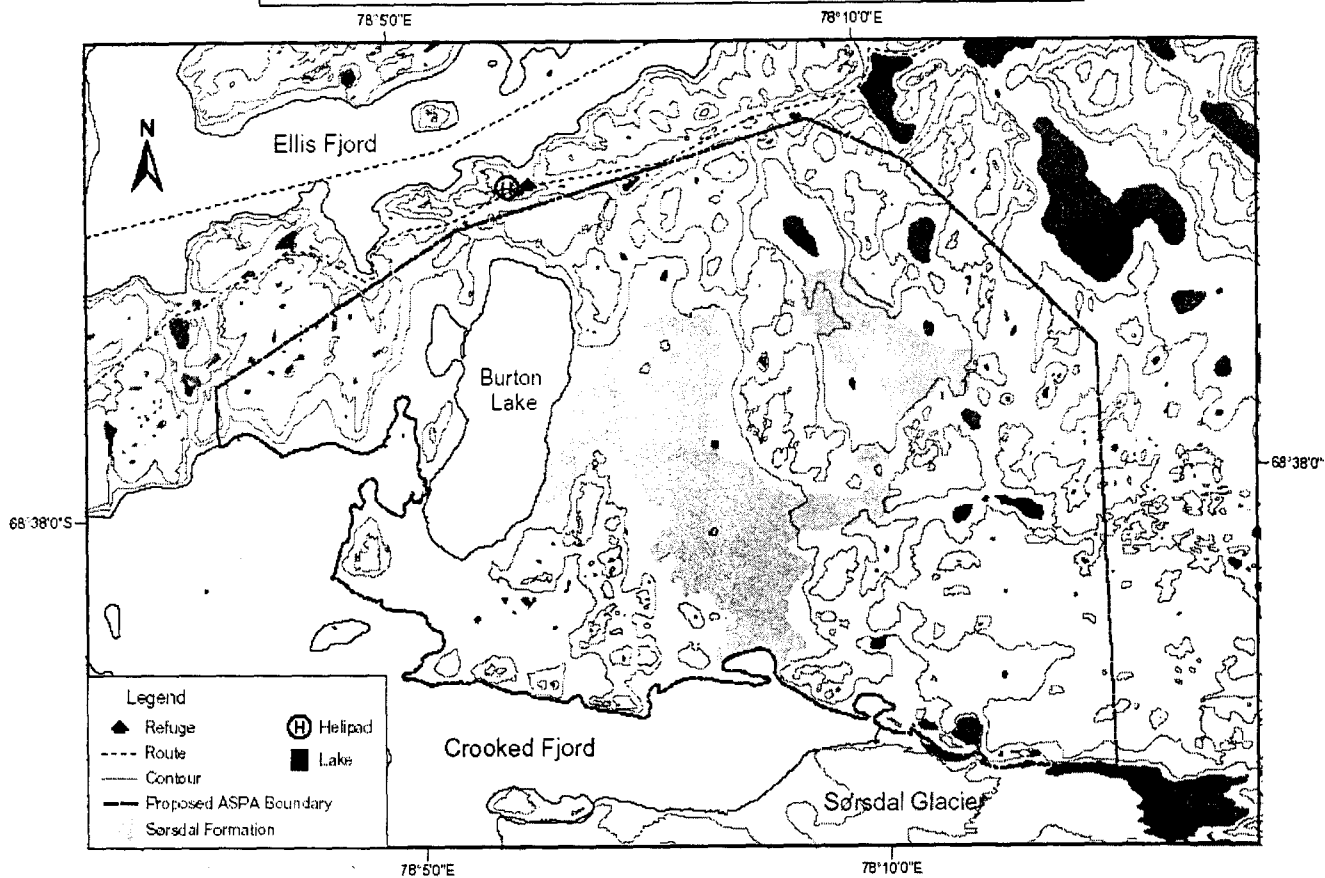 78°5'0"E
78°10'0"E
N
Ellis Fjord
Burton
Lake
68°38'0"
68°38'0"S
Legend
Refuge
Helipad
Route
Lake
Contour
Proposed ASPA Boundary
Sørsdal Formation
Crooked Fjord
Sørsdal Glacier
78°5'0"E
78°10'0"E